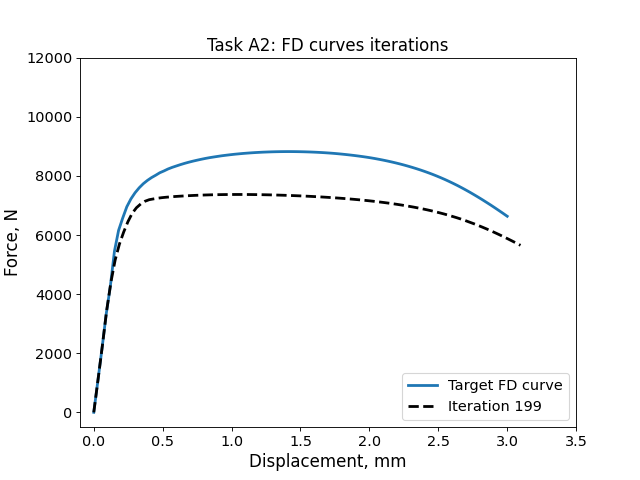 Task A2: FD curves iterations
12000
10000
8000
6000
4000
2000
0
Force, N
Target FD curve
Iteration 199
0.0 0.5 1.0 1.5 2.0 2.5 3.0 3.5
Displacement, mm